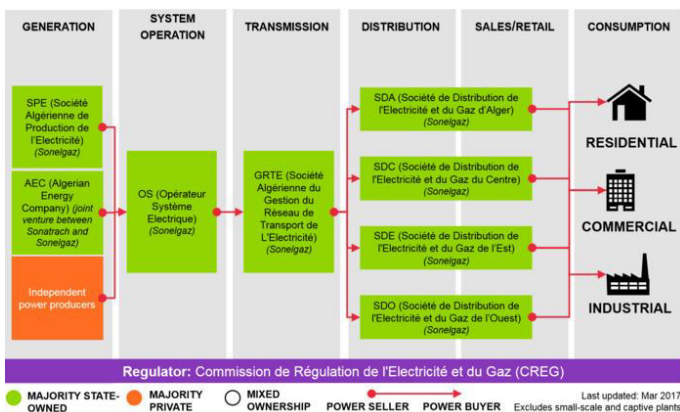 GENERATION
SYSTEM
OPERATION
TRANSMISSION
DISTRIBUTION
SALES/RETAIL
CONSUMPTION
SPE (Société
Algérienne de
Production de
l'Electricité)
(Sonelgaz)
AEC (Algerian
Energy
Company) (joint
venture between
Sonatrach and
Sonelgaz)
Independent
power producers
OS (Opérateur
Système
Electrique)
(Sonelgaz)
GRTE (Société
Algérienne du
Gestion du
Réseau de
Transport de
L'Electricité)
(Sonelgaz)
SDA (Société de Distribution de
l'Electricité et du Gaz d'Alger)
(Sonelgaz)
SDC (Société de Distribution de
l'Electricité et du Gaz du Centre)
(Sonelgaz)
SDE (Société de Distribution de
l'Electricité et du Gaz de l'Est)
(Sonelgaz)
SDO (Société de Distribution de
l'Electricité et du Gaz de l'Ouest)
(Sonelgaz)
RESIDENTIAL
COMMERCIAL
INDUSTRIAL
Regulator: Commission de Régulation de l'Electricité et du Gaz (CREG)
MAJORITY STATE-
OWNED
MAJORITY
PRIVATE
MIXED
OWNERSHIP
POWER SELLER
POWER BUYER
Last updated: Mar 2017
Excludes small-scale and captive plants